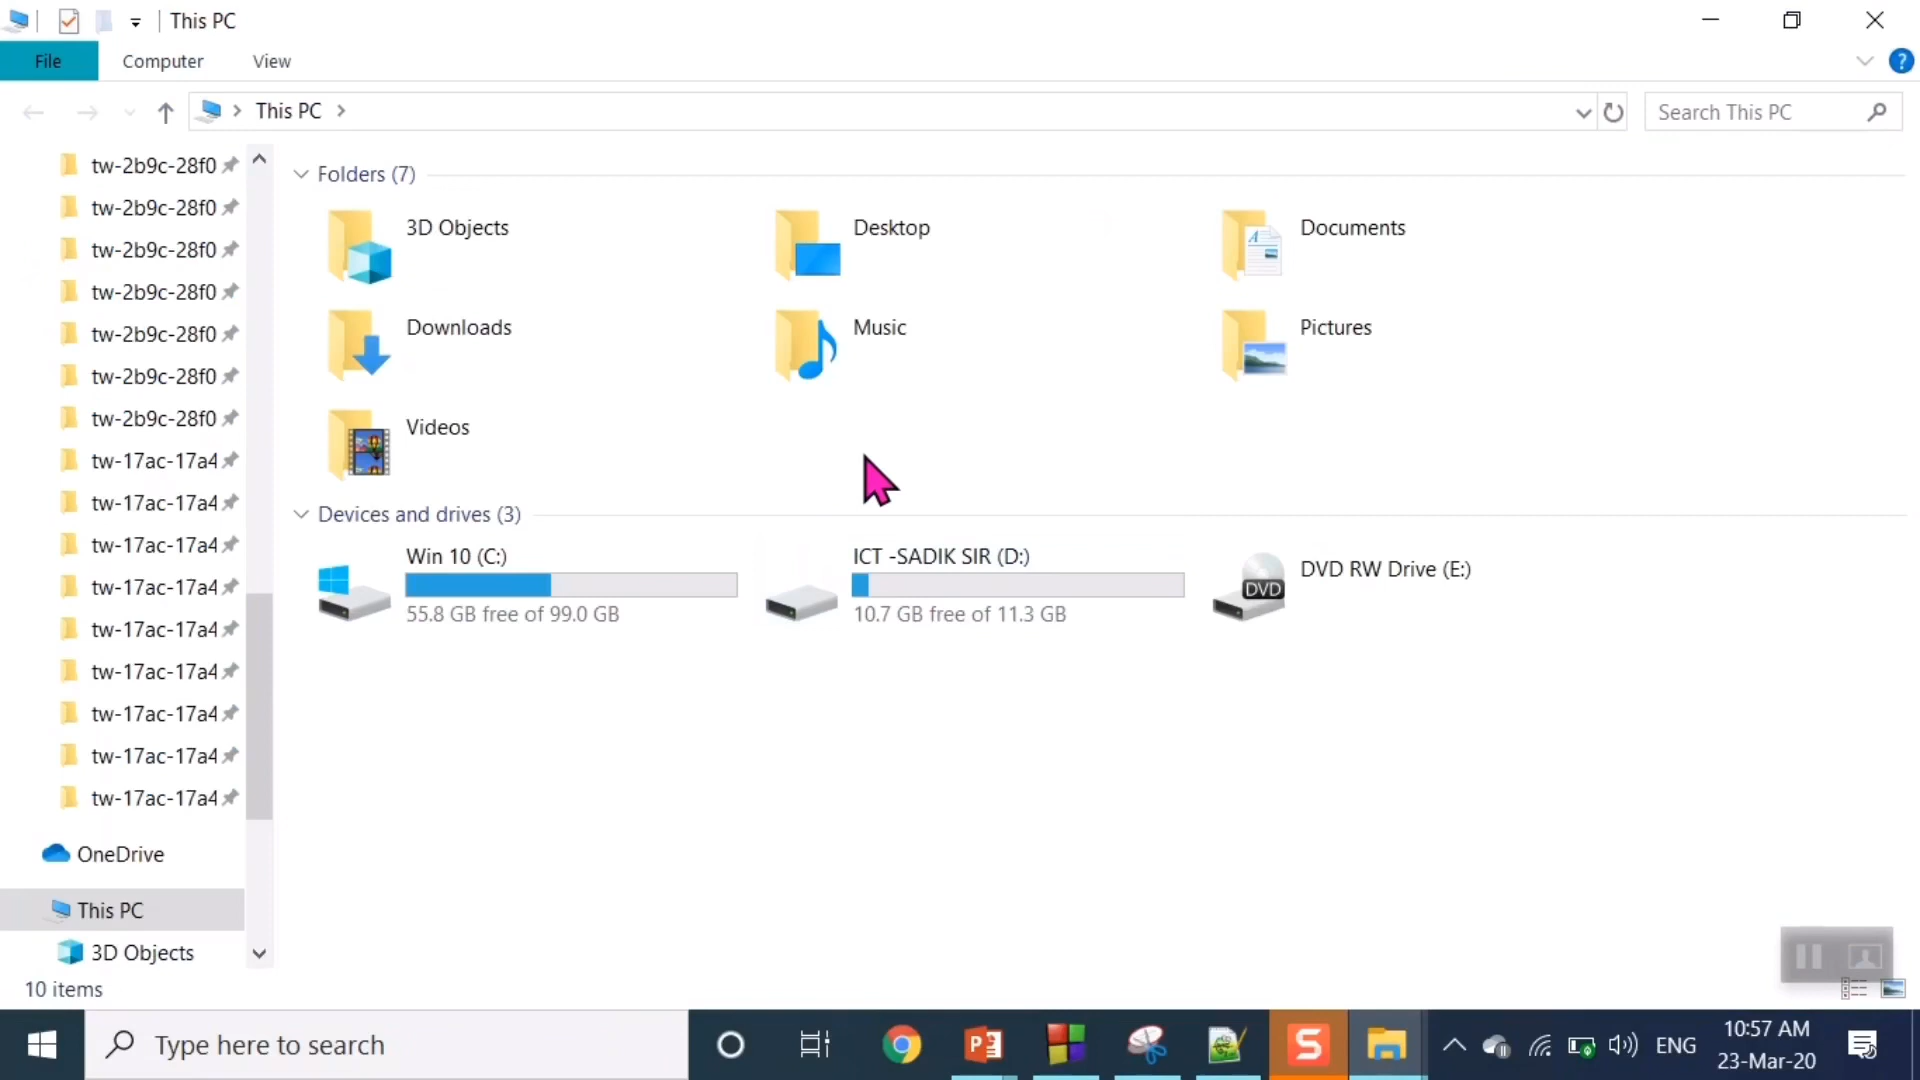 This PC
File
Computer
View
?
This PC
Search This PC
tw-2b9c-28f0
tw-2b9c-28f0
tw-2b9c-28f0
tw-2b9c-28f0
tw-2b9c-28f0
tw-2b9c-28f0
tw-2b9c-28f0
tw-17ac-17a4
tw-17ac-17a4
tw-17ac-17a4
tw-17ac-17a4
tw-17ac-17a4
tw-17ac-17a4
tw-17ac-17a4
tw-17ac-17a4
tw-17ac-17a4
OneDrive
This PC
3D Objects
Folders (7)
3D Objects
Desktop
Documents
Downloads
Music
Pictures
Videos
Devices and drives (3)
Win 10 (C:)
55.8 GB free of 99.0 GB
ICT -SADIK SIR (D:)
10.7 GB free of 11.3 GB
DVD
DVD RW Drive (E:)
10 items
Type here to search
P
S
ENG
10:57 AM
23-Mar-20